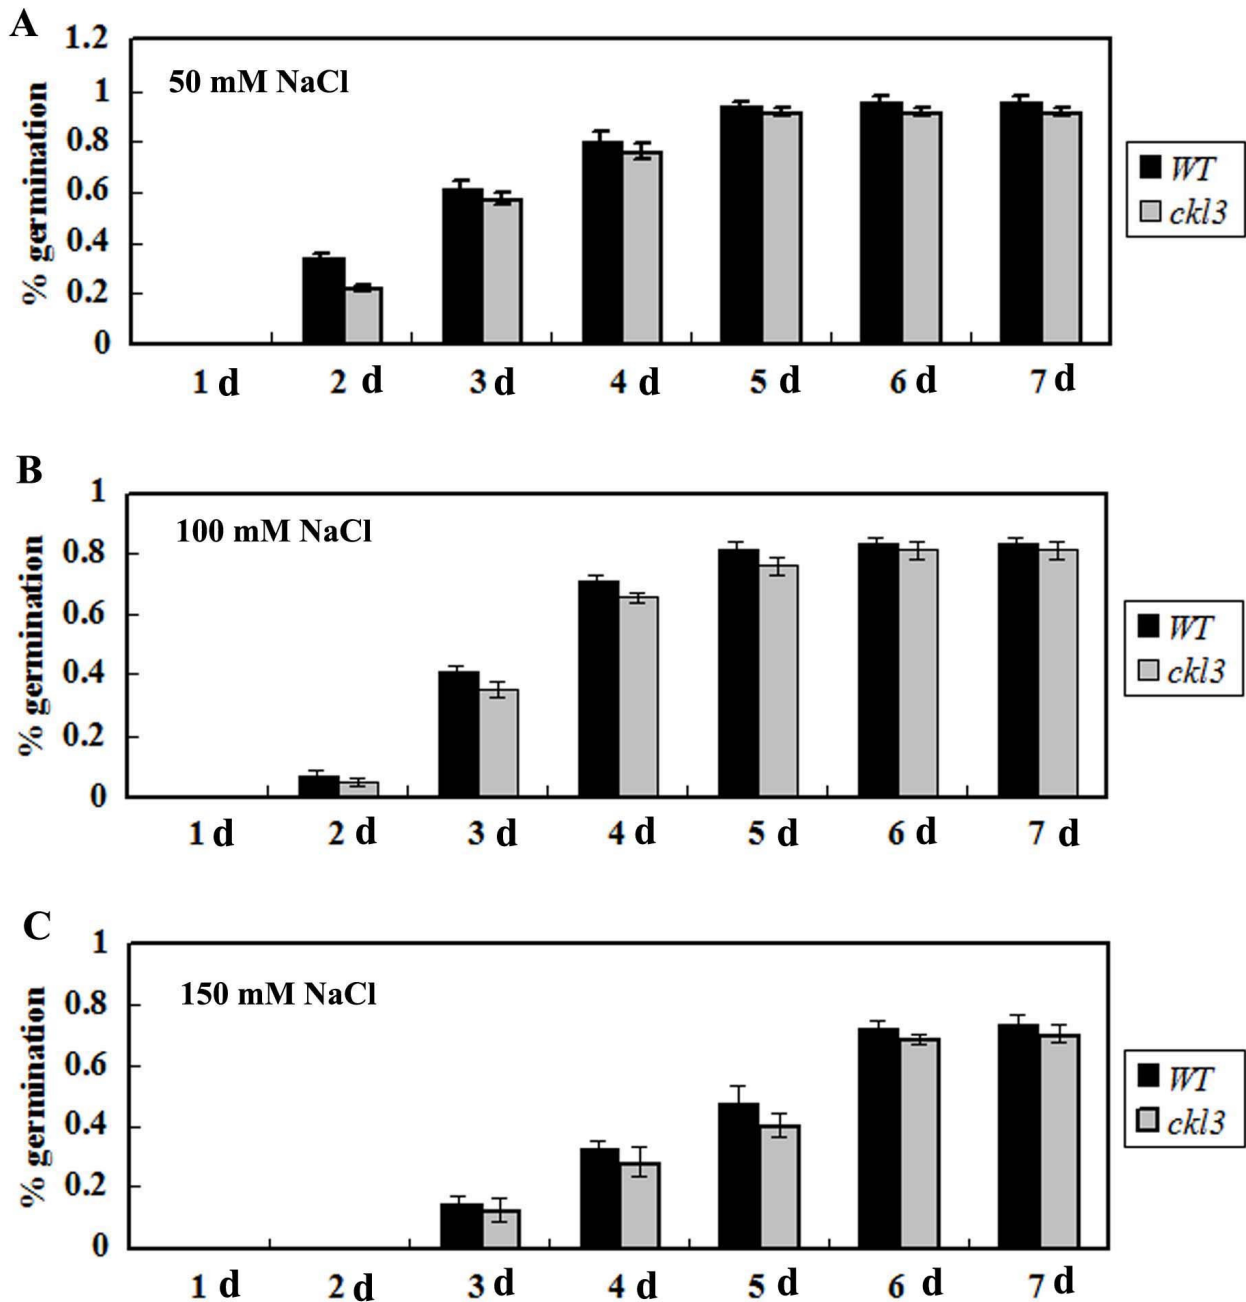 A
% germination
1.2
1
0.8
0.6
0.4
0.2
0
50 mM NaCl
WT
ckl3
1 d 2 d 3 d 4 d 5 d 6 d 7 d
B
% germination
1
0.8
0.6
0.4
0.2
0
100 mM NaCl
WT
ckl3
1 d 2 d 3 d 4 d 5 d 6 d 7 d
C
% germination
1
0.8
0.6
0.4
0.2
0
150 mM NaCl
WT
ckl3
1 d 2 d 3 d 4 d 5 d 6 d 7 d